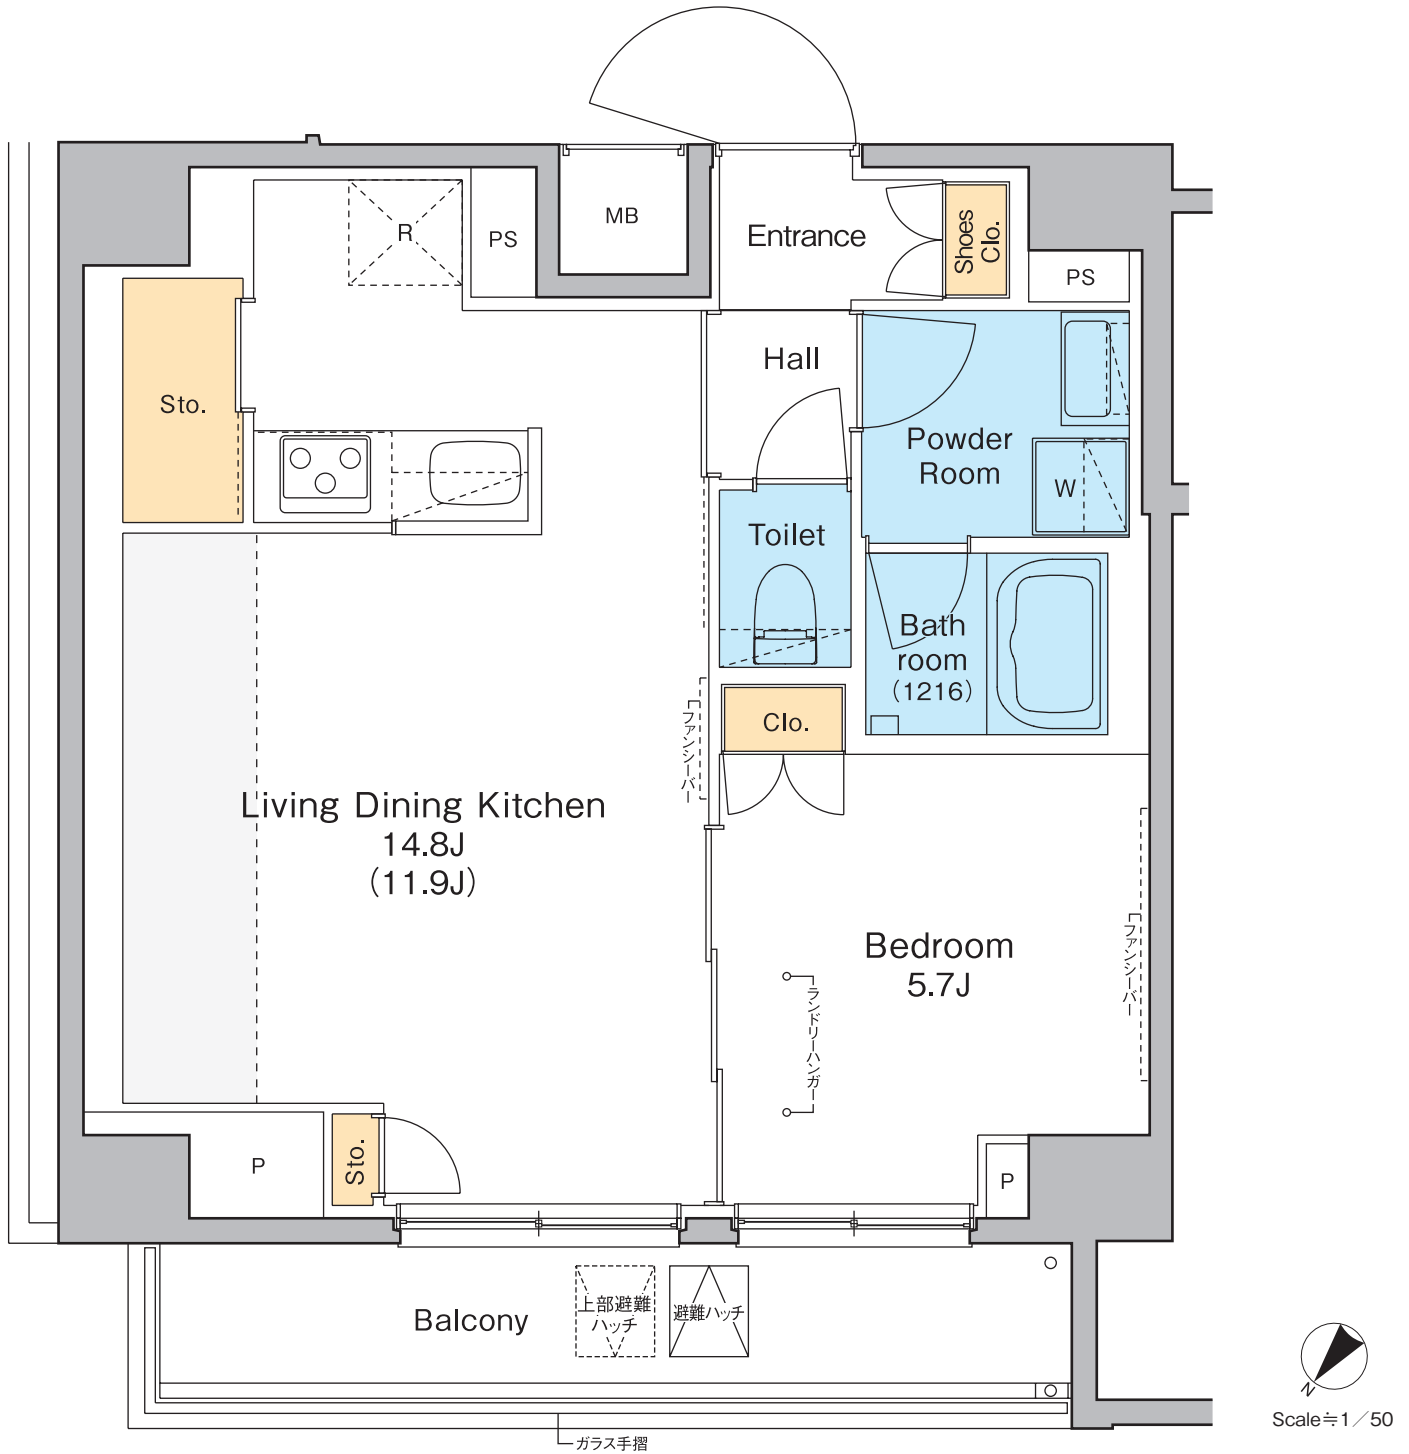 MB
R
PS
Entrance
Shoes
Clo.
PS
Hall
Sto.
Powder
Room
W
Toilet
Bath
room
(1216)
Clo.
ファンシーバー
Living Dining Kitchen
14.8J
(11.9J)
Bedroom
5.7J
ファンシーバー
ランドリーハンガー
P
Sto.
P
Balcony
上部避難
ハッチ
避難ハッチ
N
Scale≒1/50
ガラス手摺